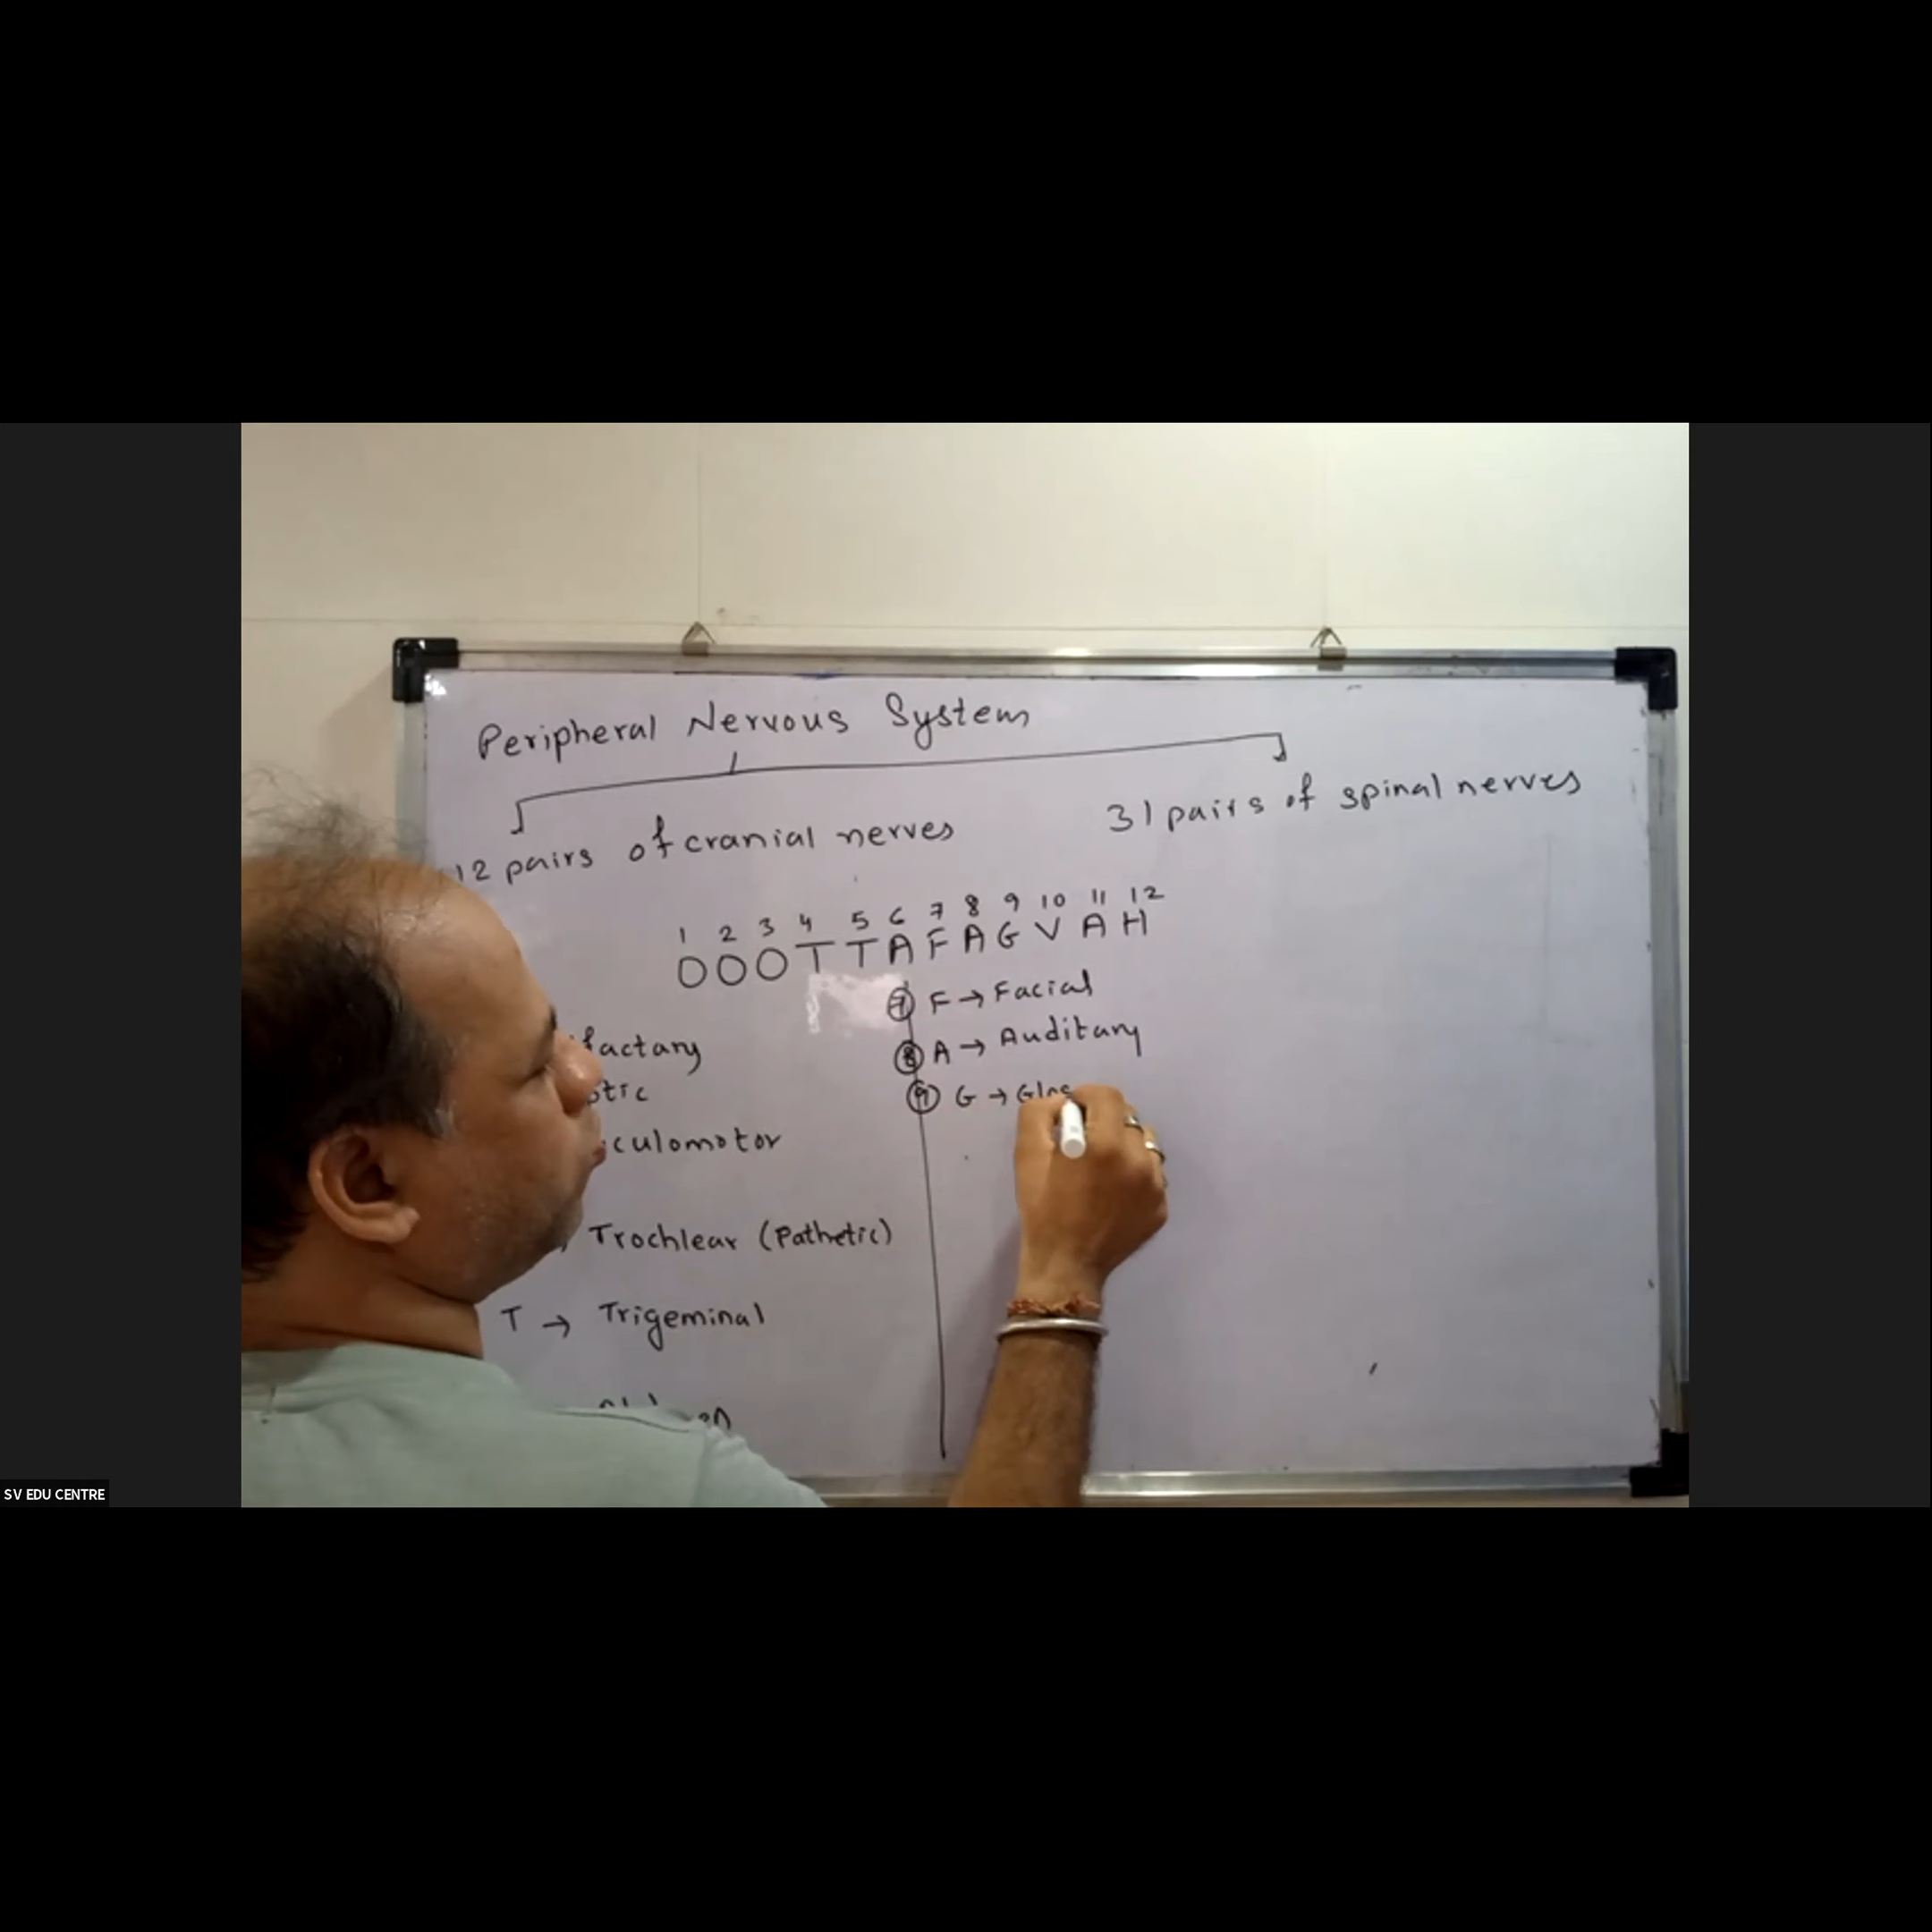 Peripheral Nervous System
12 pairs of cranial nerves
31 pairs of spinal nerves
1 2 3 4 5 6 7 8 9 10 11 12
O O O T T A F A G V A H
factary
culomotor
Trochlear (Pathetic)
T → Trigeminal
7 F → Facial
8 A → Auditary
9 G → Glos
SV EDU CENTRE